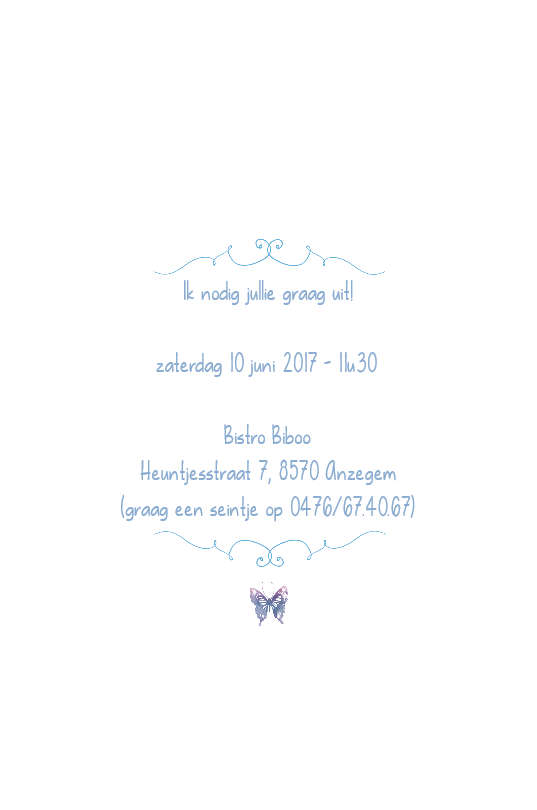 Ik nodig jullie graag uit!
zaterdag 10 juni 2017 - 11u30
Bistro Biboo
Heuntjesstraat 7, 8570 Anzegem
(graag een seintje op 0476/67.40.67)